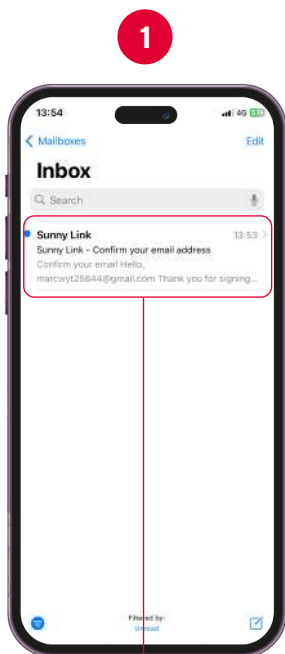 1
13:54
4G
Mailboxes
Edit
Inbox
Search
Sunny Link
13:53
Sunny Link - Confirm your email address
Confirm your email Hello,
marcwyt25844@gmail.com Thank you for signing...
Filtered by:
Unread